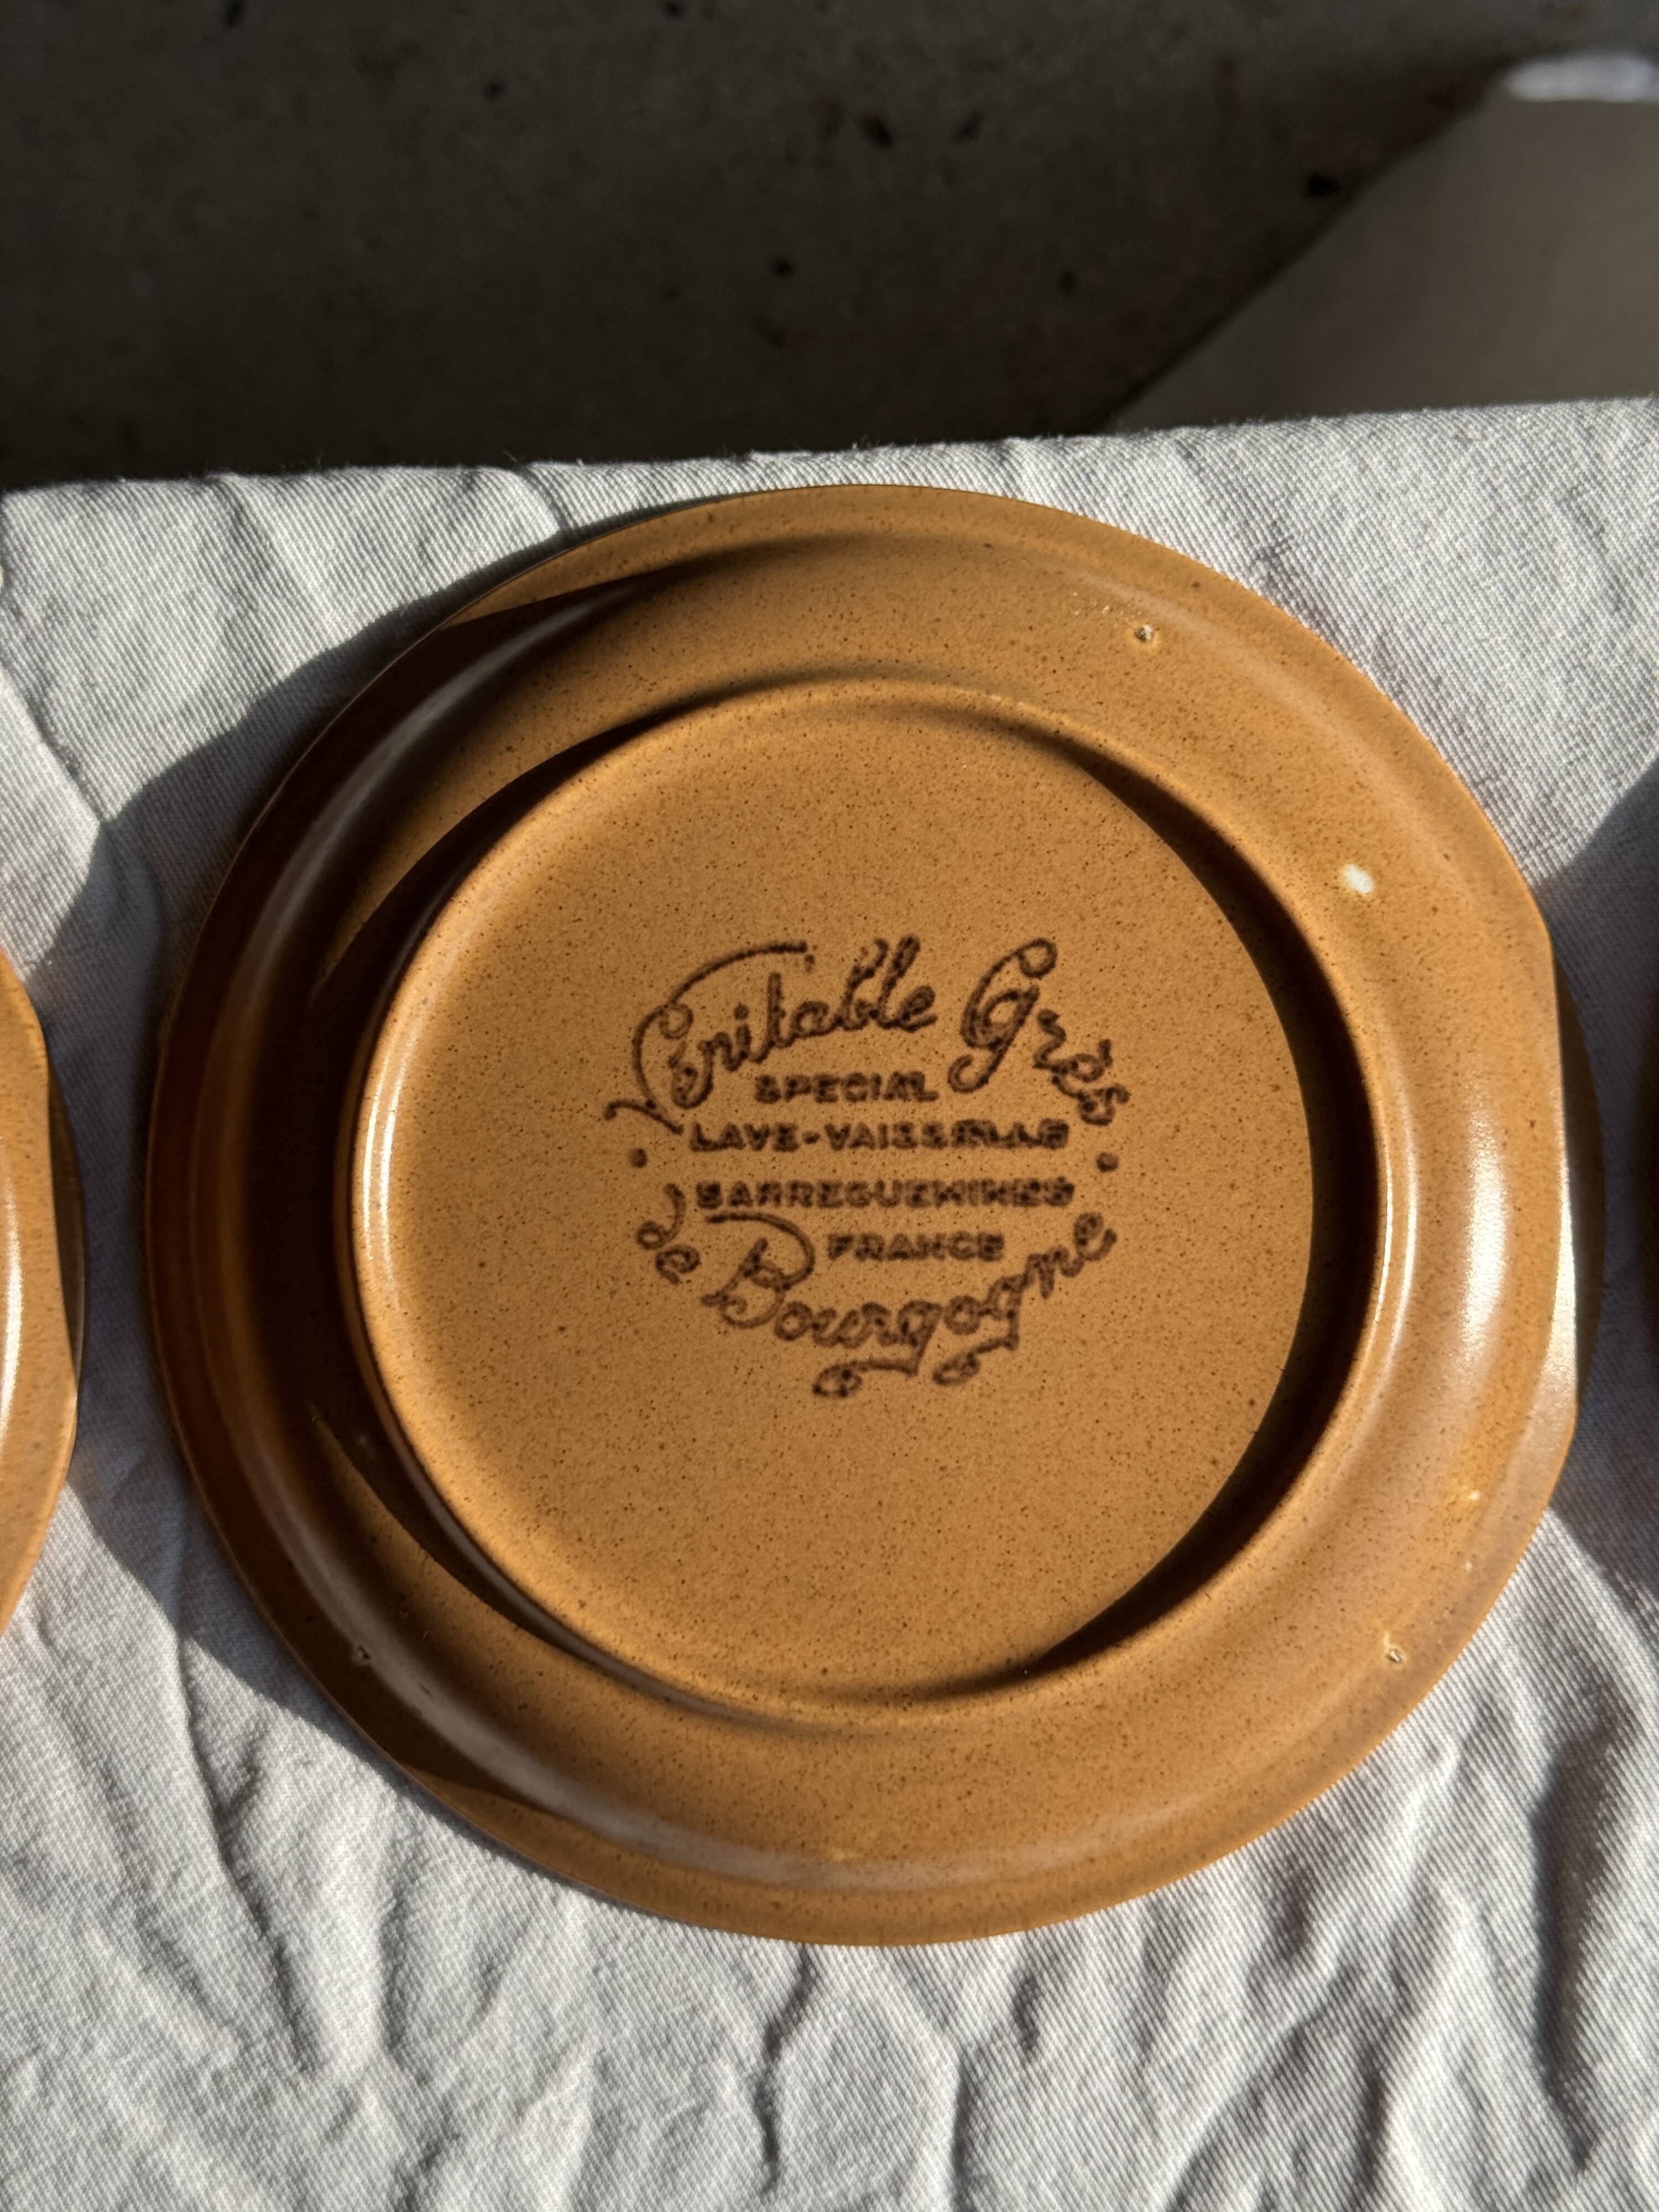 Véritable Grès
SPECIAL
LAVE-VAISSELLE
SARREGUEMINES
FRANCE
de Bourgogne